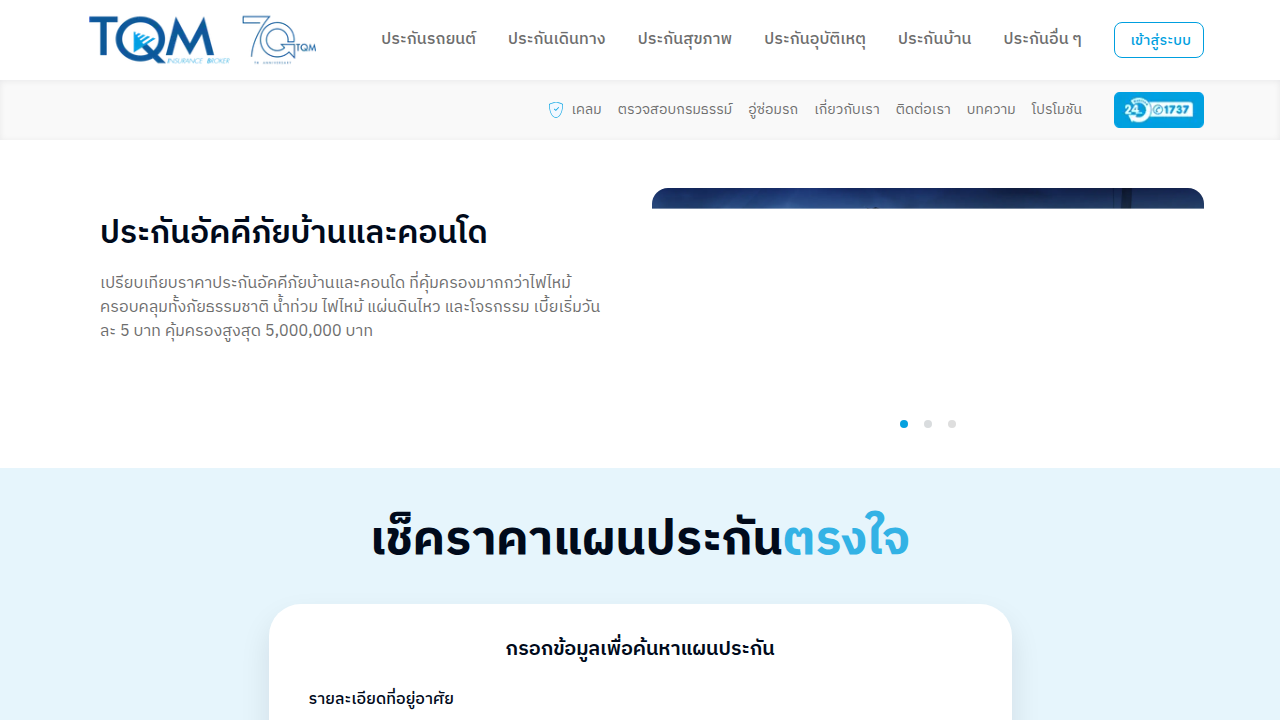 TQM
INSURANCE BROKER
TQM
70 ANNIVERSARY
ประกันรถยนต์
ประกันเดินทาง
ประกันสุขภาพ
ประกันอุบัติเหตุ
ประกันบ้าน
ประกันอื่น ๆ
เข้าสู่ระบบ
เคลม
ตรวจสอบกรมธรรม์
อู่ซ่อมรถ
เกี่ยวกับเรา
ติดต่อเรา
บทความ
โปรโมชัน
24 1737
ประกันอัคคีภัยบ้านและคอนโด
เปรียบเทียบราคาประกันอัคคีภัยบ้านและคอนโด ที่คุ้มครองมากกว่าไฟไหม้
ครอบคลุมทั้งภัยธรรมชาติ น้ำท่วม ไฟไหม้ แผ่นดินไหว และโจรกรรม เบี้ยเริ่มวัน
ละ 5 บาท คุ้มครองสูงสุด 5,000,000 บาท
เช็คราคาแผนประกันตรงใจ
กรอกข้อมูลเพื่อค้นหาแผนประกัน
รายละเอียดที่อยู่อาศัย